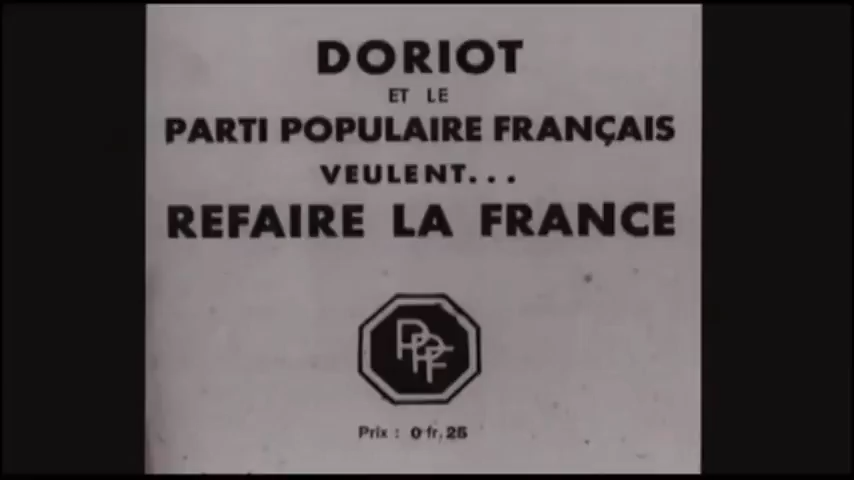 DORIOT
ET LE
PARTI POPULAIRE FRANÇAIS
VEULENT...
REFAIRE LA FRANCE
PPF
Prix : 0 fr. 25